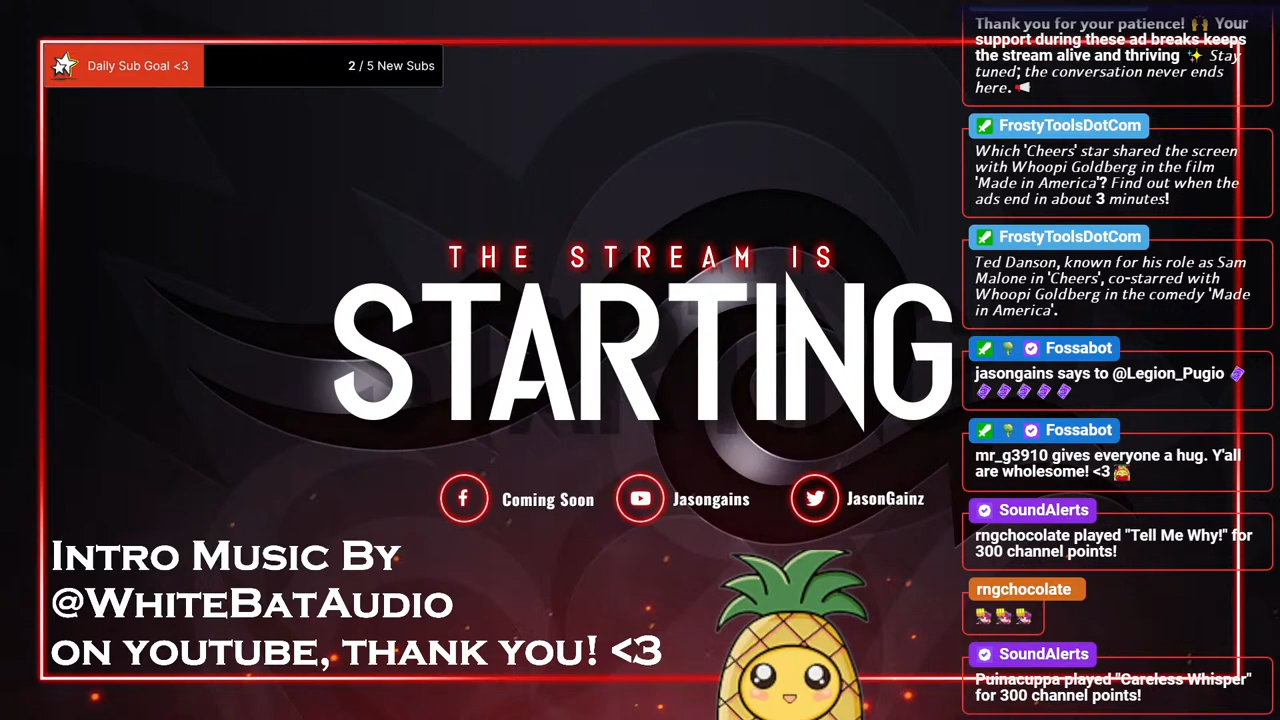 Daily Sub Goal <3
2 / 5 New Subs
THE STREAM IS
STARTING
Coming Soon
Jasongains
JasonGainz
INTRO MUSIC BY
@WHITEBATAUDIO
ON YOUTUBE, THANK YOU! <3
Thank you for your patience! 🙌 Your
support during these ad breaks keeps
the stream alive and thriving ✨ Stay
tuned; the conversation never ends
here. 📢
FrostyToolsDotCom
Which 'Cheers' star shared the screen
with Whoopi Goldberg in the film
'Made in America'? Find out when the
ads end in about 3 minutes!
FrostyToolsDotCom
Ted Danson, known for his role as Sam
Malone in 'Cheers', co-starred with
Whoopi Goldberg in the comedy 'Made
in America'.
Fossabot
jasongains says to @Legion_Pugio
Fossabot
mr_g3910 gives everyone a hug. Y'all
are wholesome! <3
SoundAlerts
rngchocolate played "Tell Me Why!" for
300 channel points!
rngchocolate
SoundAlerts
Puinacuppa played "Careless Whisper"
for 300 channel points!